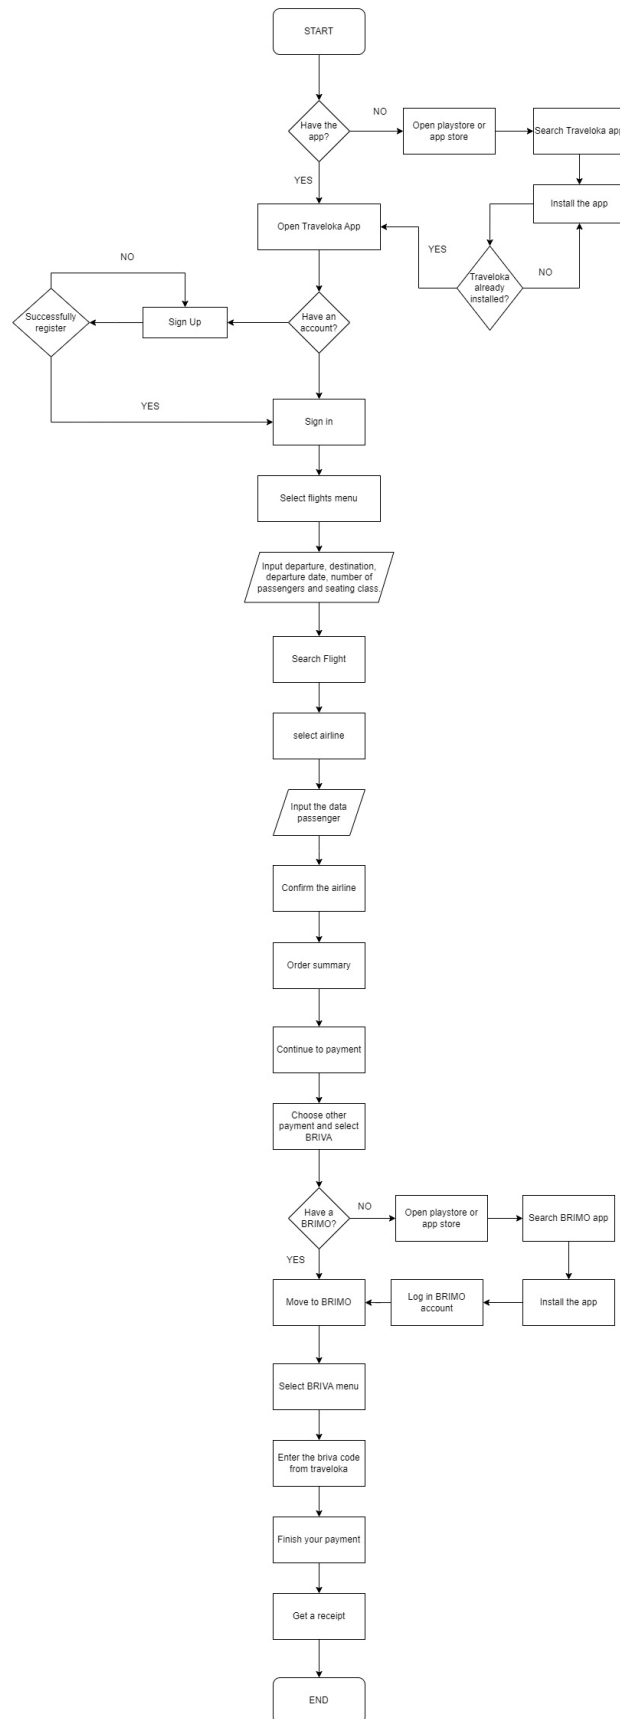 START
Have the
app?
NO
Open playstore or
app store
Search Traveloka app
YES
Install the app
Open Traveloka App
YES
Traveloka
already
installed?
NO
NO
Successfully
register
Sign Up
Have an
account?
YES
Sign in
Select flights menu
Input departure, destination,
departure date, number of
passengers and seating class.
Search Flight
select airline
Input the data
passenger
Confirm the airline
Order summary
Continue to payment
Choose other
payment and select
BRIVA
Have a
BRIMO?
NO
Open playstore or
app store
Search BRIMO app
YES
Move to BRIMO
Log in BRIMO
account
Install the app
Select BRIVA menu
Enter the briva code
from traveloka
Finish your payment
Get a receipt
END